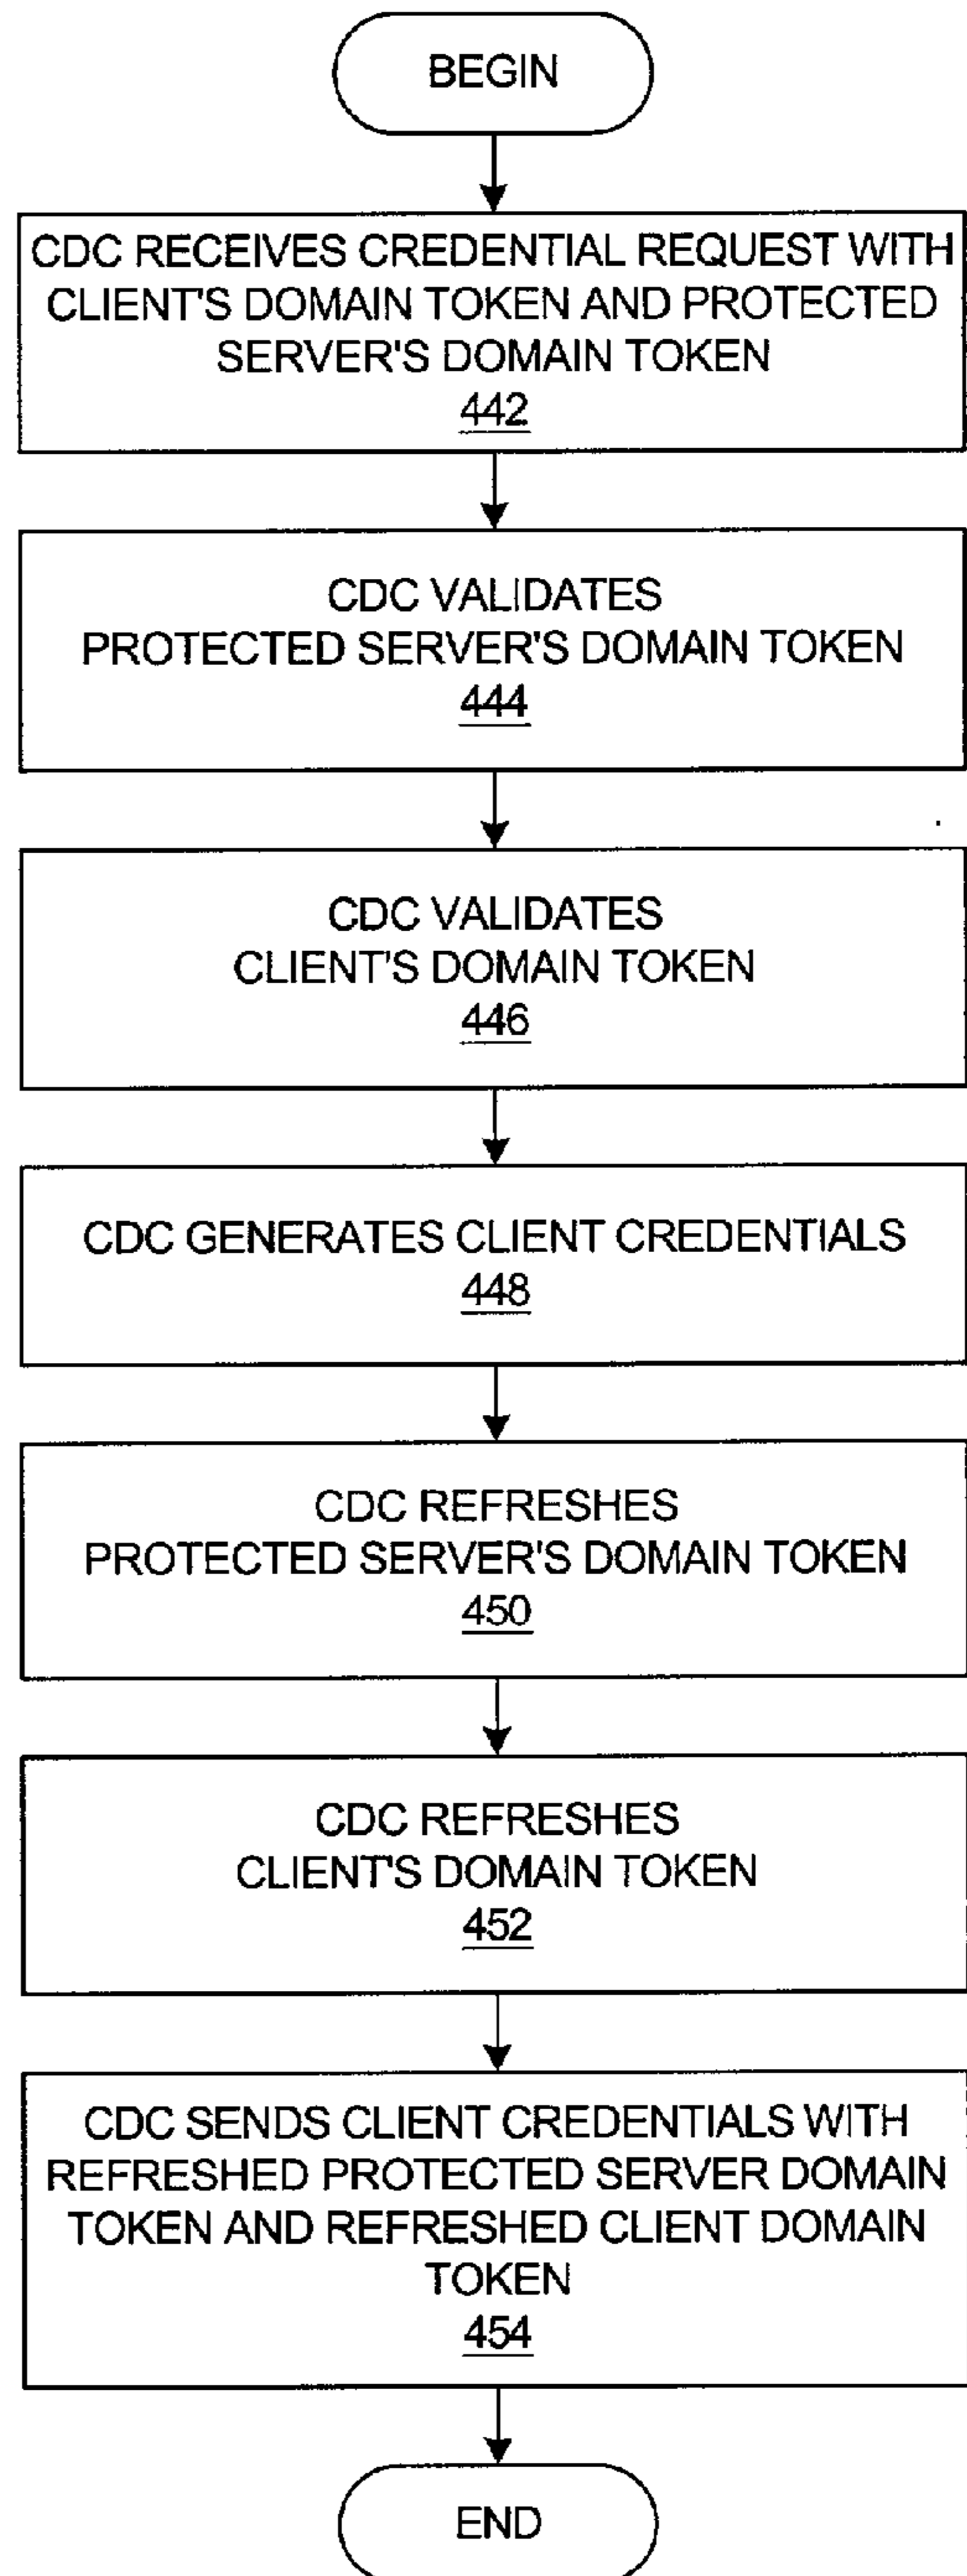 BEGIN
CDC RECEIVES CREDENTIAL REQUEST WITH
CLIENT'S DOMAIN TOKEN AND PROTECTED
SERVER'S DOMAIN TOKEN
442
CDC VALIDATES
PROTECTED SERVER'S DOMAIN TOKEN
444
CDC VALIDATES
CLIENT'S DOMAIN TOKEN
446
CDC GENERATES CLIENT CREDENTIALS
448
CDC REFRESHES
PROTECTED SERVER'S DOMAIN TOKEN
450
CDC REFRESHES
CLIENT'S DOMAIN TOKEN
452
CDC SENDS CLIENT CREDENTIALS WITH
REFRESHED PROTECTED SERVER DOMAIN
TOKEN AND REFRESHED CLIENT DOMAIN
TOKEN
454
END